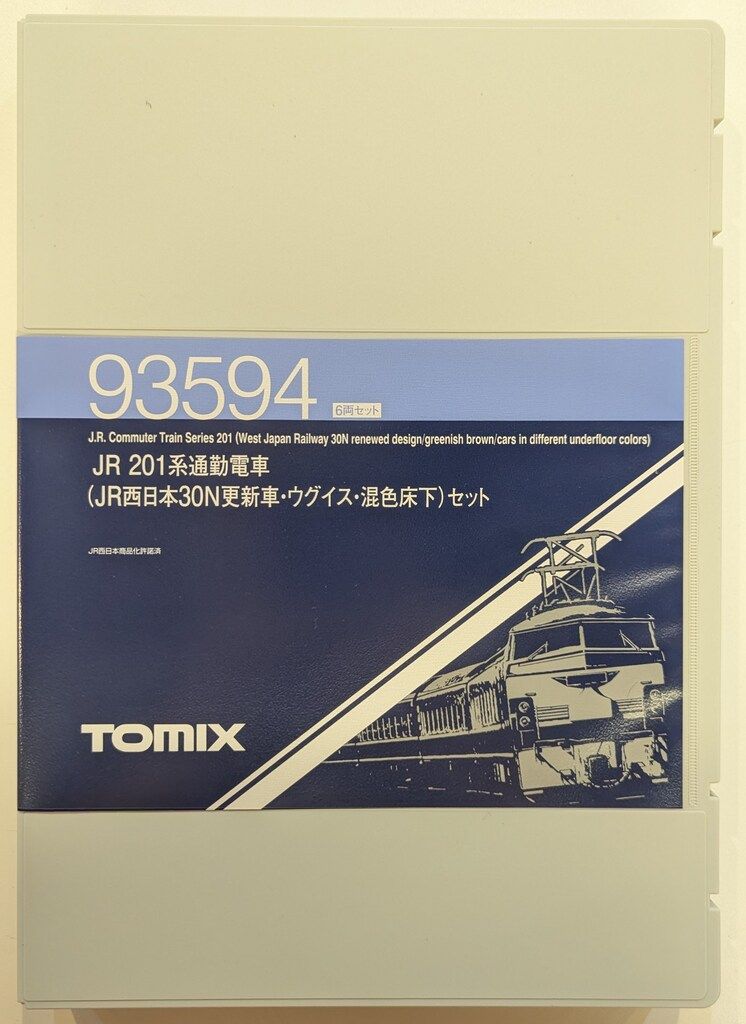 93594 6両セット
J.R. Commuter Train Series 201 (West Japan Railway 30N renewed design/greenish brown/cars in different underfloor colors)
JR 201系通勤電車
(JR西日本30N更新車・ウグイス・混色床下)セット
JR西日本商品化許諾済
TOMIX